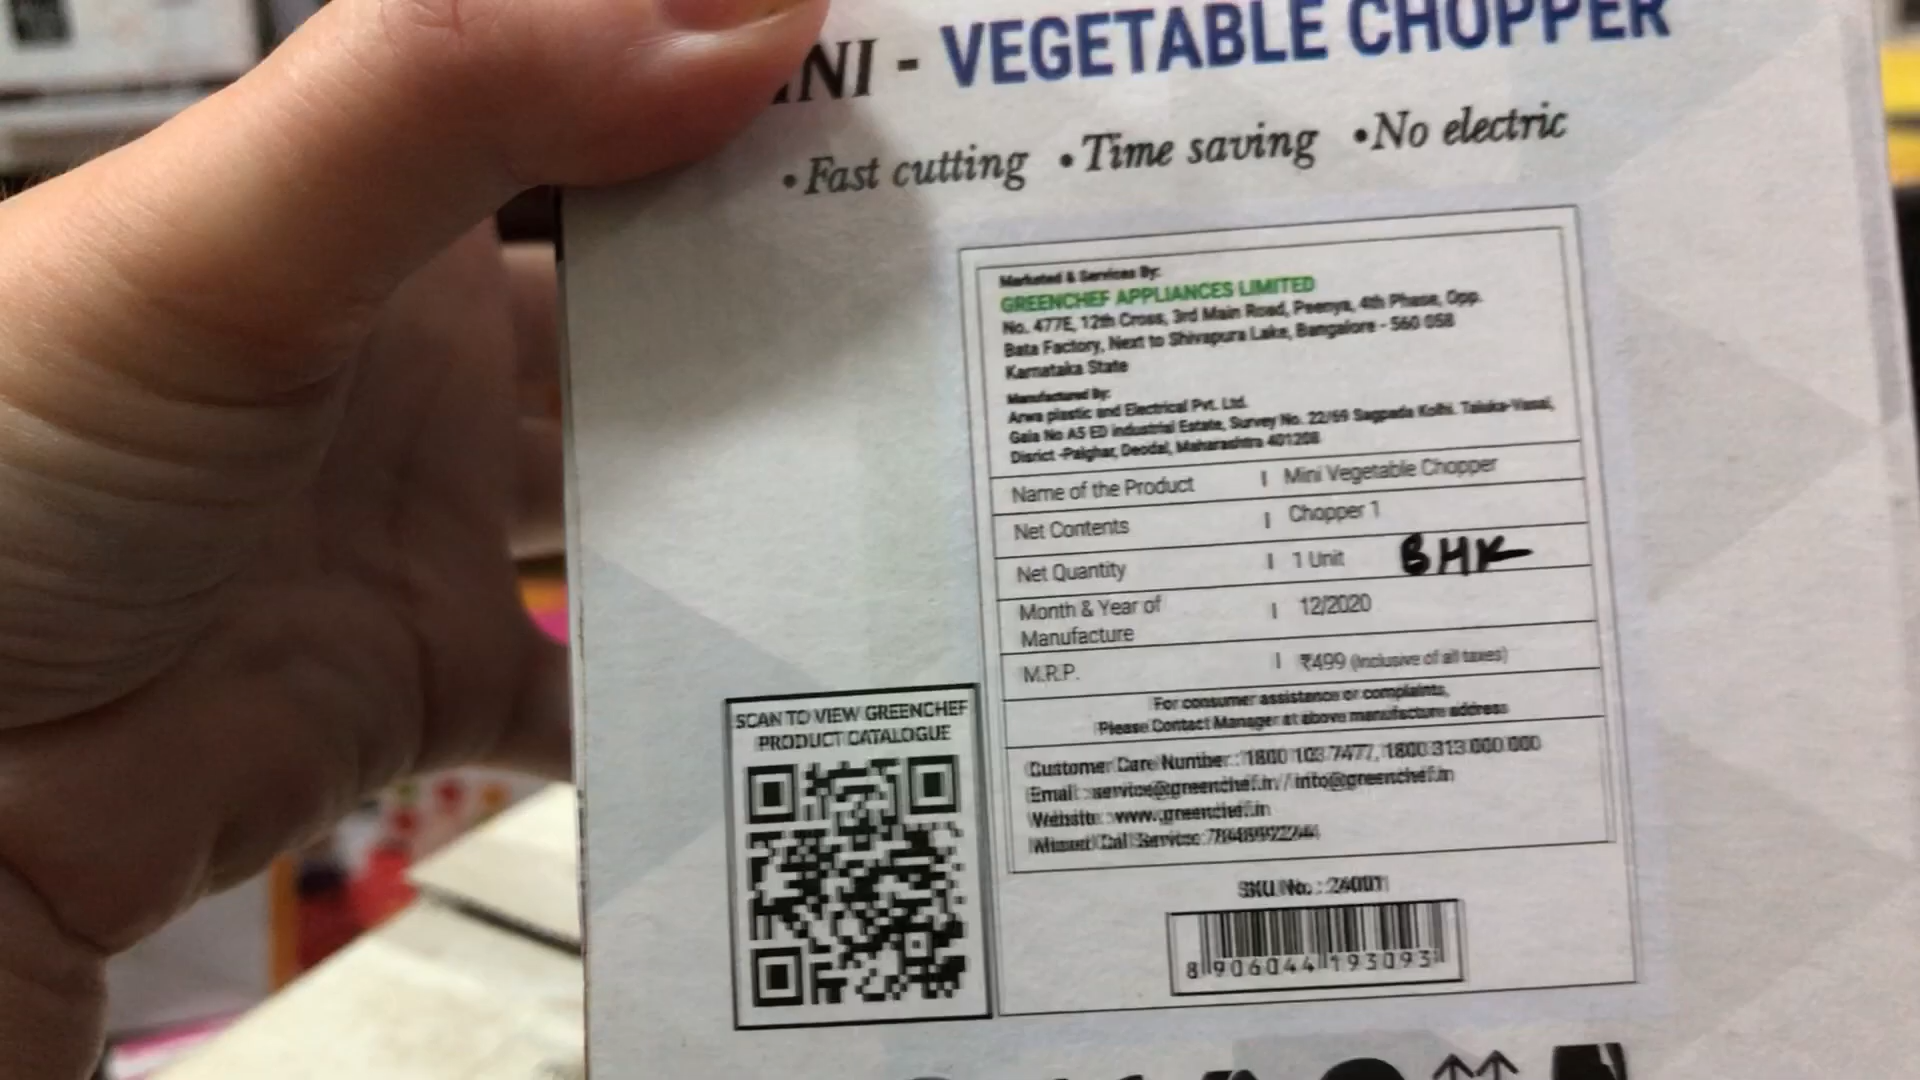 NI - VEGETABLE CHOPPER
•Fast cutting •Time saving •No electric
Marketed & Services By:
GREENCHEF APPLIANCES LIMITED
No. 477E, 12th Cross, 3rd Main Road, Peenya, 4th Phase, Opp.
Bata Factory, Next to Shivapura Lake, Bangalore - 560 058
Karnataka State
Manufactured By:
Arwa plastic and Electrical Pvt. Ltd.
Gala No A5 ED industrial Estate, Survey No. 22/69 Sagpada Kolhi. Taluka-Vasai,
District -Palghar, Maharashtra 401208
Name of the Product | Mini Vegetable Chopper
Net Contents | Chopper 1
Net Quantity | 1 Unit BHK
Month & Year of | 12/2020
Manufacture
M.R.P. | ₹499 (Inclusive of all taxes)
For consumer assistance or complaints,
Please Contact Manager at above manufacture address
Customer Care Number : 1800 103 7477, 1800 313 000 000
Email : service@greenchef.in / info@greenchef.in
Website : www.greenchef.in
Missed Call Service:
SCAN TO VIEW GREENCHEF
PRODUCT CATALOGUE
SKU No. : 24001
8 906044 193093